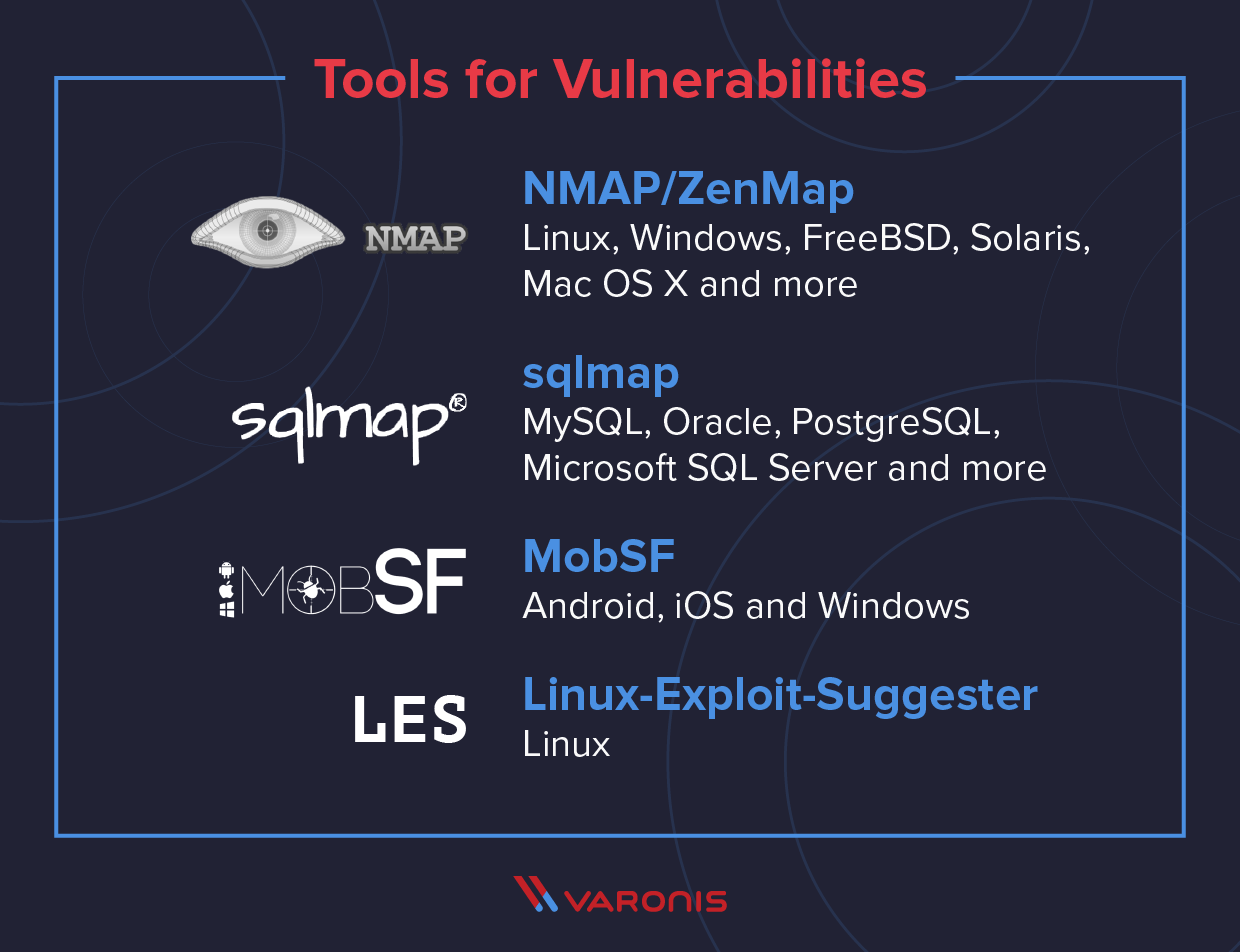 Tools for Vulnerabilities
NMAP
NMAP/ZenMap
Linux, Windows, FreeBSD, Solaris,
Mac OS X and more
sqlmap®
sqlmap
MySQL, Oracle, PostgreSQL,
Microsoft SQL Server and more
MOBSF
MobSF
Android, iOS and Windows
LES
Linux-Exploit-Suggester
Linux
VARONIS